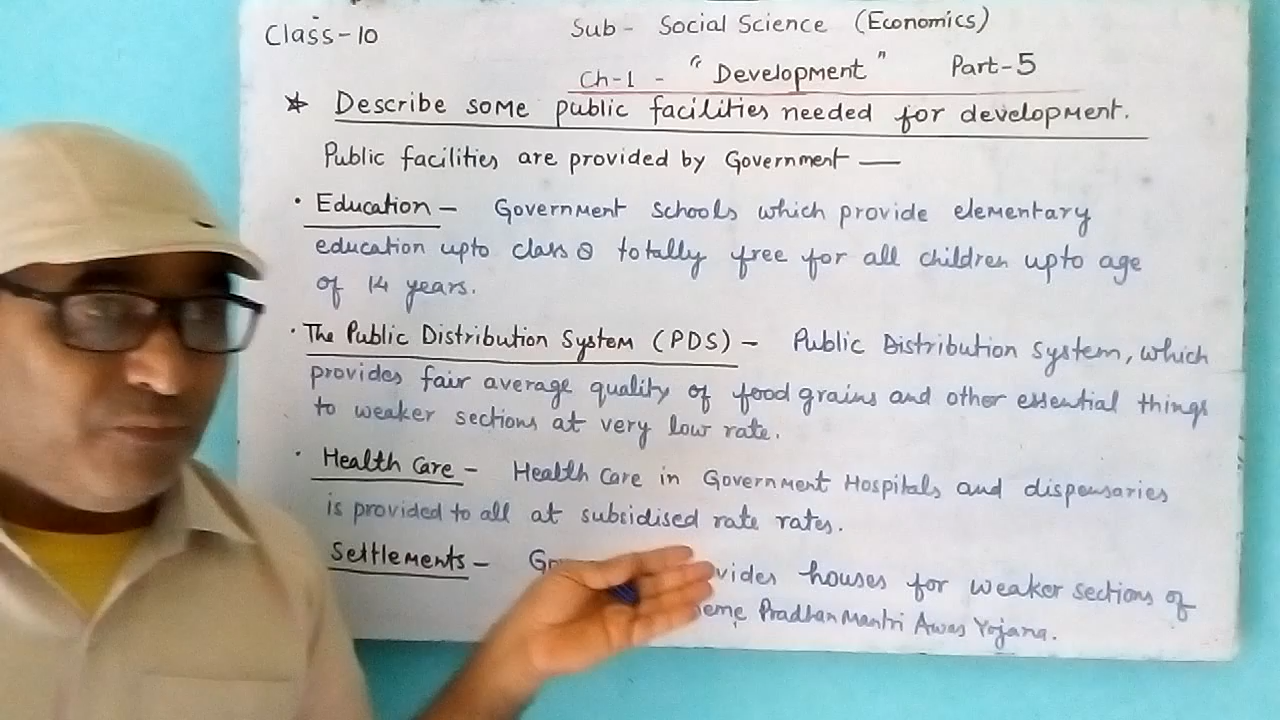 Class-10
Sub - Social Science (Economics)
Ch-1 - "Development" Part-5
* Describe some public facilities needed for development.
Public facilities are provided by Government —
• Education - Government schools which provide elementary
education upto class 8 totally free for all children upto age
of 14 years.
• The Public Distribution System (PDS) - Public Distribution System, which
provides fair average quality of food grains and other essential things
to weaker sections at very low rate.
• Health Care - Health Care in Government Hospitals and dispensaries
is provided to all at subsidised rate rates.
Settlements - houses for weaker sections of
Pradhan Mantri Awas Yojana.